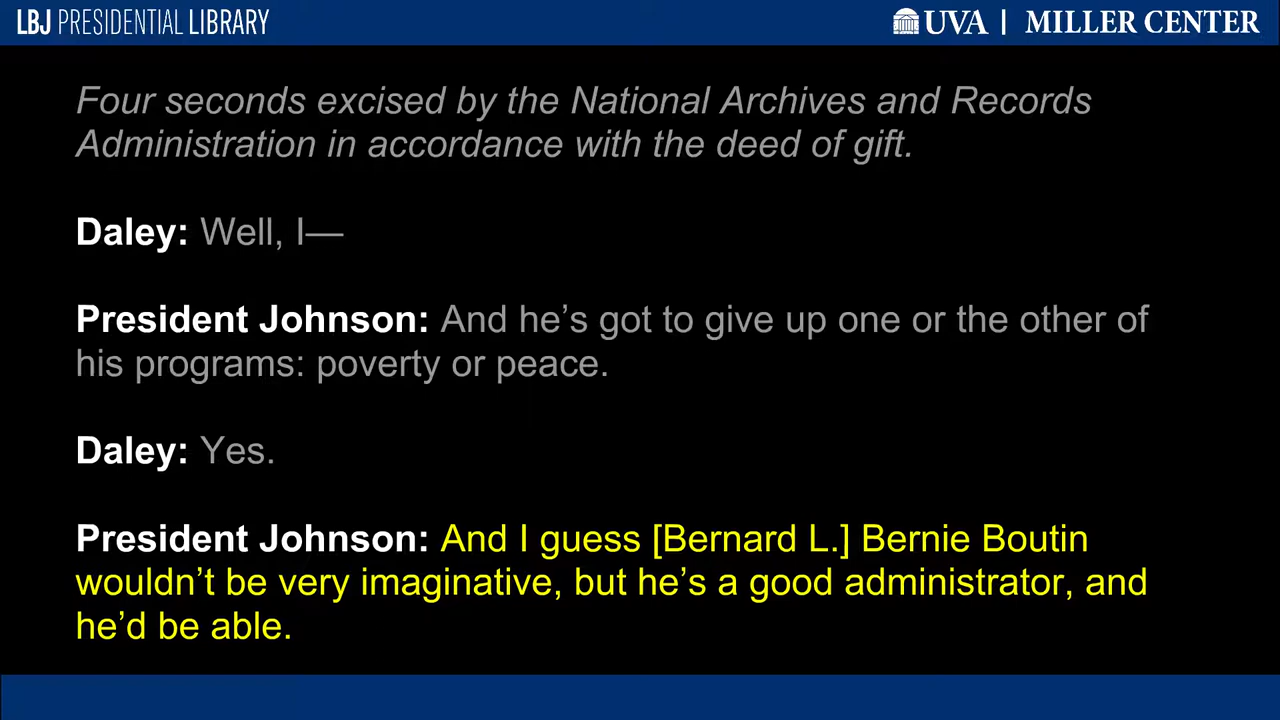 LBJ PRESIDENTIAL LIBRARY
UVA | MILLER CENTER
Four seconds excised by the National Archives and Records
Administration in accordance with the deed of gift.
Daley: Well, I—
President Johnson: And he’s got to give up one or the other of
his programs: poverty or peace.
Daley: Yes.
President Johnson: And I guess [Bernard L.] Bernie Boutin
wouldn’t be very imaginative, but he’s a good administrator, and
he’d be able.